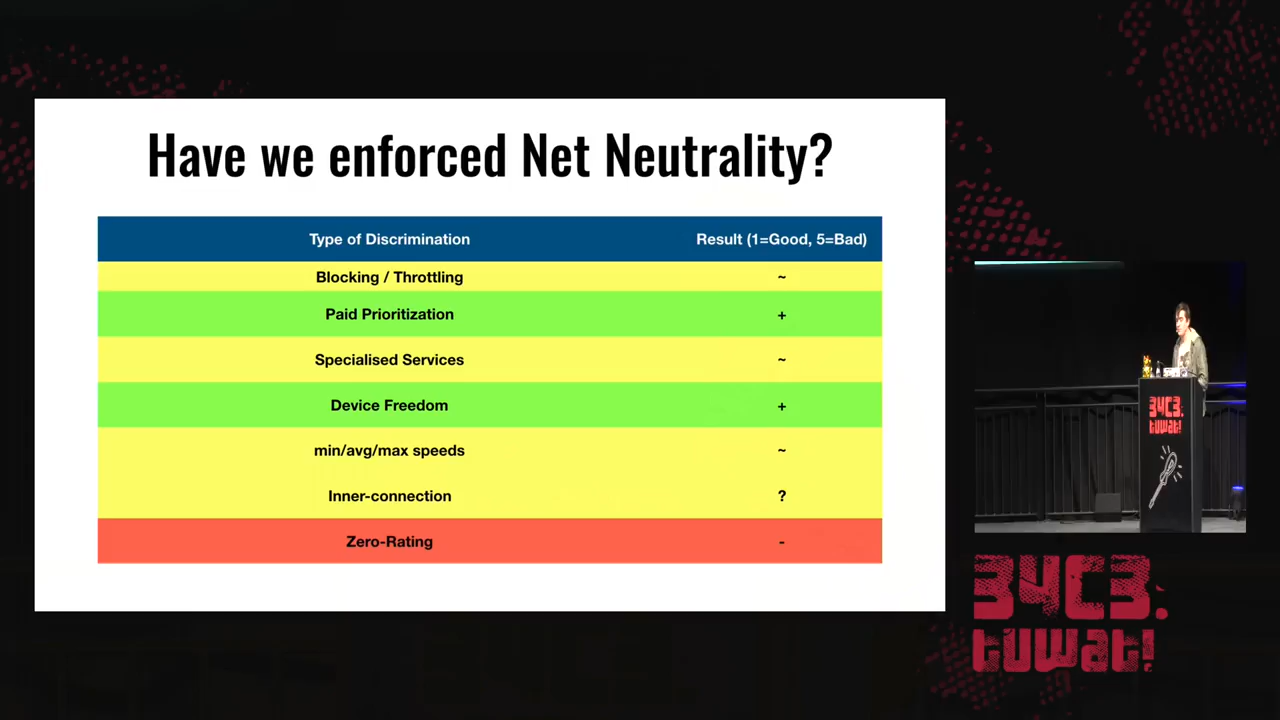 Have we enforced Net Neutrality?
Type of Discrimination Result (1=Good, 5=Bad)
Blocking / Throttling ~
Paid Prioritization +
Specialised Services ~
Device Freedom +
min/avg/max speeds ~
Inner-connection ?
Zero-Rating -
34C3.
tuwat!
34C3.
tuwat!